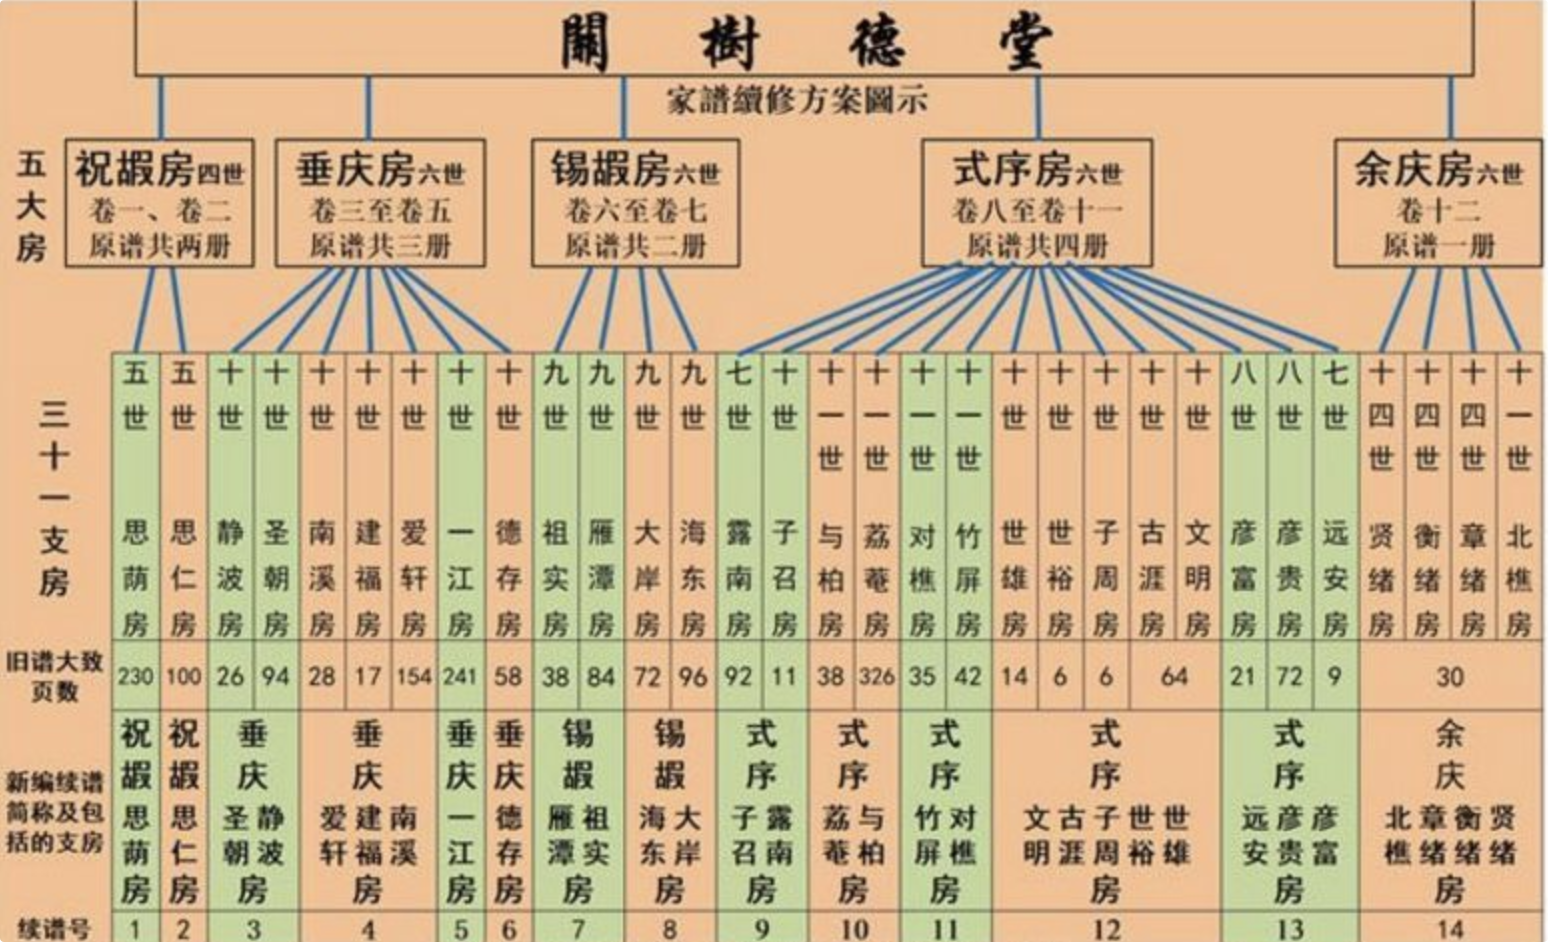 關樹德堂
家譜續修方案圖示
五大房
祝嘏房四世
卷一、卷二
原谱共两册
垂庆房六世
卷三至卷五
原谱共三册
锡嘏房六世
卷六至卷七
原谱共二册
式序房六世
卷八至卷十一
原谱共四册
余庆房六世
卷十二
原谱一册
三十一支房
五世 思荫房
五世 思仁房
十世 静波房
十世 圣朝房
十世 南溪房
十世 建福房
十世 爱轩房
十世 一江房
十世 德存房
九世 祖实房
九世 雁潭房
九世 大岸房
九世 海东房
七世 露南房
十世 子召房
十一世 与柏房
十一世 荔菴房
十一世 对樵房
十一世 竹屏房
十世 世雄房
十世 世裕房
十世 子周房
十世 古涯房
十世 文明房
八世 彦富房
八世 彦贵房
七世 远安房
十四世 贤绪房
十四世 衡绪房
十四世 章绪房
十一世 北樵房
旧谱大致页数
230 100 26 94 28 17 154 241 58 38 84 72 96 92 11 38 326 35 42 14 6 6 64 21 72 9 30
新编续谱简称及包括的支房
祝嘏思荫房
祝嘏思仁房
垂庆静波圣朝房
垂庆南溪建福爱轩房
垂庆一江房
垂庆德存房
锡嘏祖实雁潭房
锡嘏大岸海东房
式序露南子召房
式序与柏荔菴房
式序对樵竹屏房
式序世雄世裕子周古涯文明房
式序彦富彦贵远安房
余庆贤绪衡绪章绪北樵房
续谱号
1 2 3 4 5 6 7 8 9 10 11 12 13 14